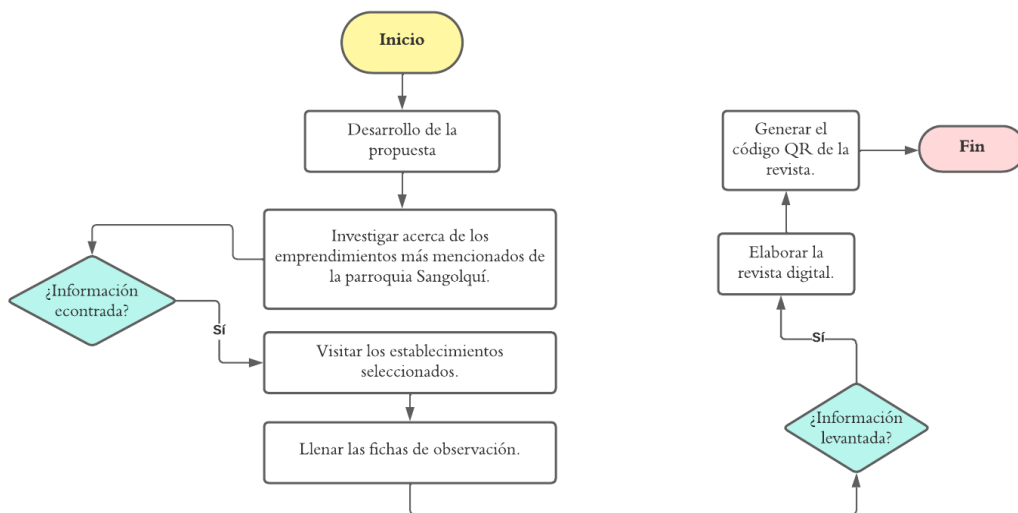 Inicio
Desarrollo de la
propuesta
Investigar acerca de los
emprendimientos más mencionados de
la parroquia Sangolquí.
¿Información
econtrada?
Sí
Visitar los establecimientos
seleccionados.
Llenar las fichas de observación.
¿Información
levantada?
Sí
Elaborar la
revista digital.
Generar el
código QR de la
revista.
Fin